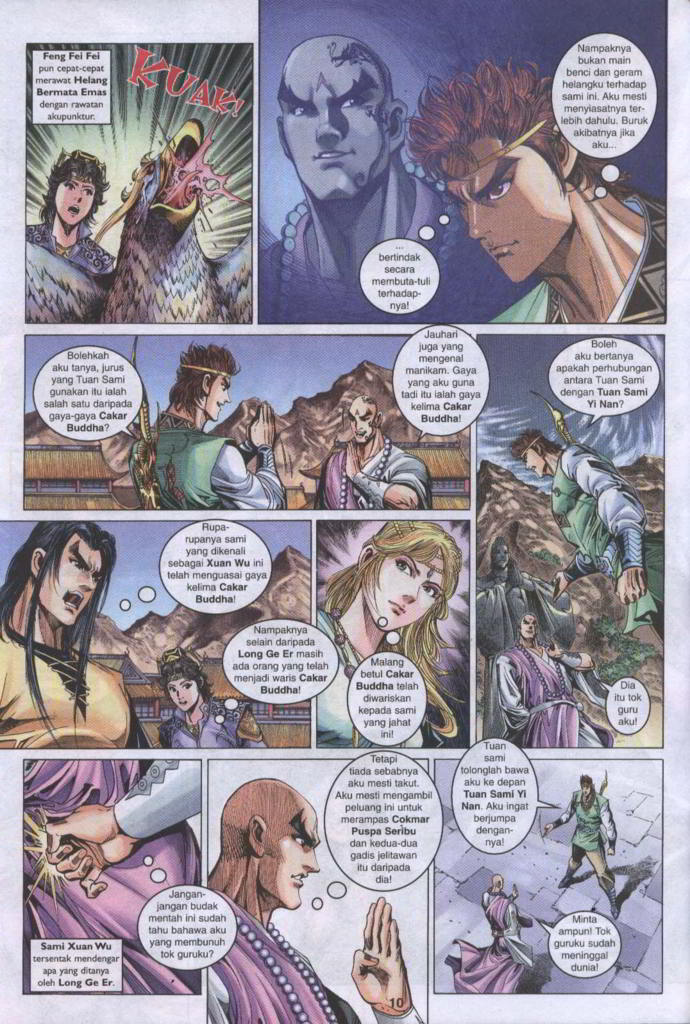 Feng Fei Fei
pun cepat-cepat
merawat Helang
Bermata Emas
dengan rawatan
akupunktur.
KUAK!
Nampaknya
bukan main
benci dan geram
helangku terhadap
sami ini. Aku mesti
menyiasatnya ter-
lebih dahulu. Buruk
akibatnya jika
aku...
...
bertindak
secara
membuta-tuli
terhadap-
nya!
Bolehkah
aku tanya, jurus
yang Tuan Sami
gunakan itu ialah
salah satu daripada
gaya-gaya Cakar
Buddha?
Jauhari
juga yang
mengenal
manikam. Gaya
yang aku guna
tadi itu ialah gaya
kelima Cakar
Buddha!
Boleh
aku bertanya
apakah perhubungan
antara Tuan Sami
dengan Tuan Sami
Yi Nan?
Dia
itu tok
guru
aku!
Rupa-
rupanya sami
yang dikenali
sebagai Xuan Wu ini
telah menguasai gaya
kelima Cakar
Buddha!
Nampaknya
selain daripada
Long Ge Er masih
ada orang yang telah
menjadi waris Cakar
Buddha!
Malang
betul Cakar
Buddha telah
diwariskan
kepada sami
yang jahat
ini!
Jangan-
jangan budak
mentah ini sudah
tahu bahawa aku
yang membunuh
tok guruku?
Sami Xuan Wu
tersentak mendengar
apa yang ditanya
oleh Long Ge Er.
Tetapi
tiada sebabnya
aku mesti takut.
Aku mesti mengambil
peluang ini untuk
merampas Cokmar
Puspa Seribu
dan kedua-dua
gadis jelitawan
itu daripada
dia!
Tuan
sami
tolonglah bawa
aku ke depan
Tuan Sami Yi
Nan. Aku ingat
berjumpa
dengan-
nya!
Minta
ampun! Tok
guruku sudah
meninggal
dunia!
10